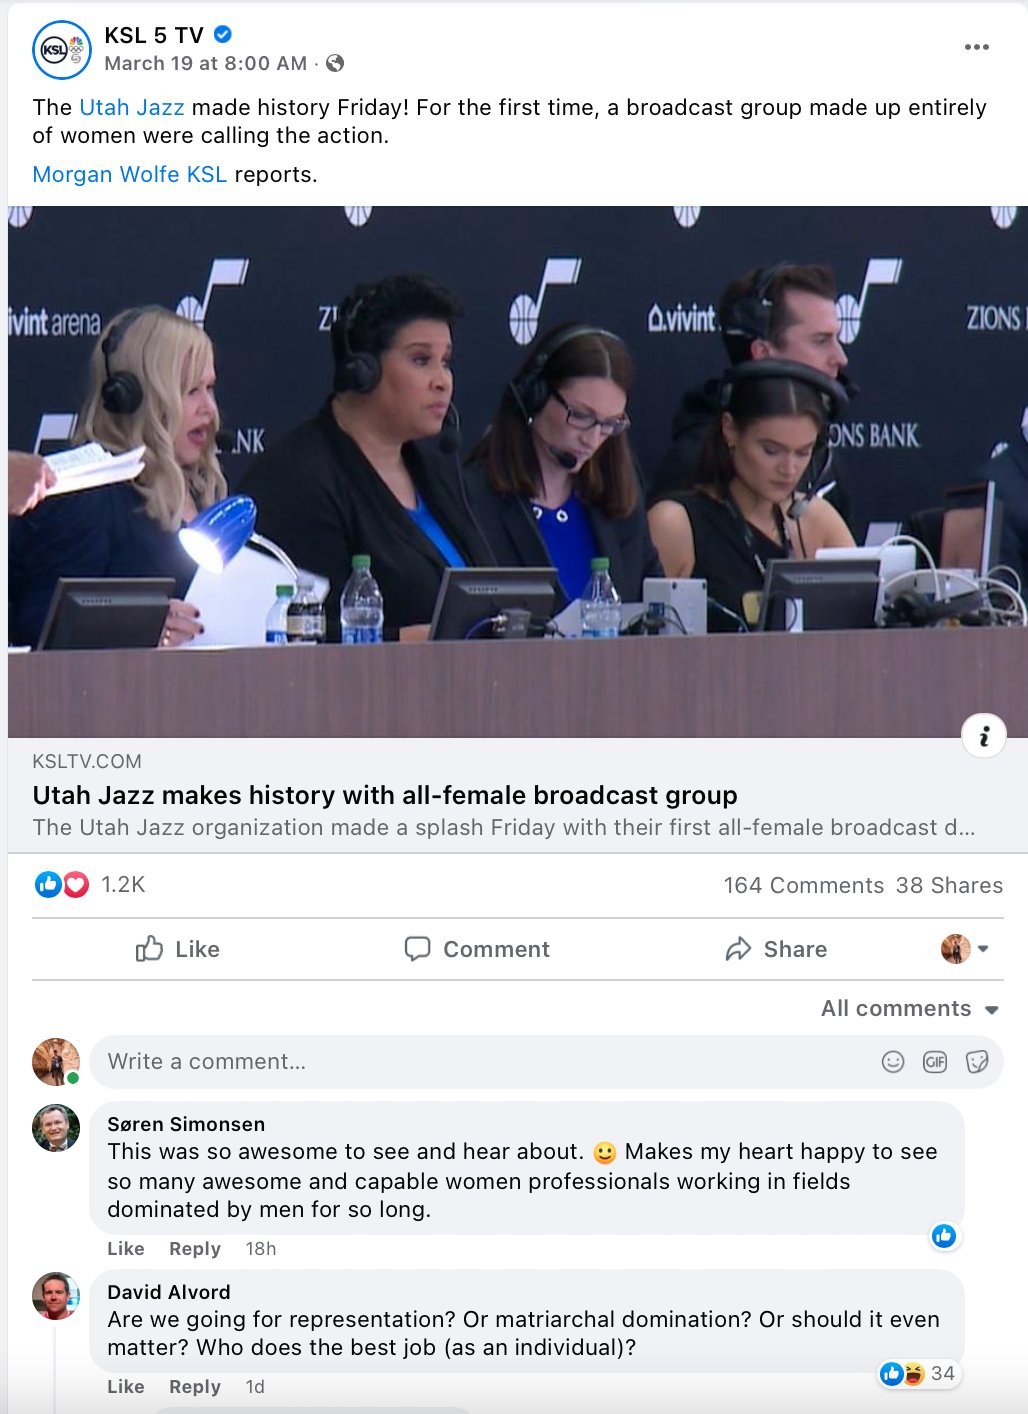 KSL 5 TV
March 19 at 8:00 AM ·
The Utah Jazz made history Friday! For the first time, a broadcast group made up entirely
of women were calling the action.
Morgan Wolfe KSL reports.
ivint arena
vivint
ZIONS
NK
ONS BANK
KSLTV.COM
Utah Jazz makes history with all-female broadcast group
The Utah Jazz organization made a splash Friday with their first all-female broadcast d...
1.2K
164 Comments 38 Shares
Like Comment Share
All comments
Write a comment...
GIF
Søren Simonsen
This was so awesome to see and hear about. 🙂 Makes my heart happy to see
so many awesome and capable women professionals working in fields
dominated by men for so long.
Like Reply 18h
David Alvord
Are we going for representation? Or matriarchal domination? Or should it even
matter? Who does the best job (as an individual)?
34
Like Reply 1d